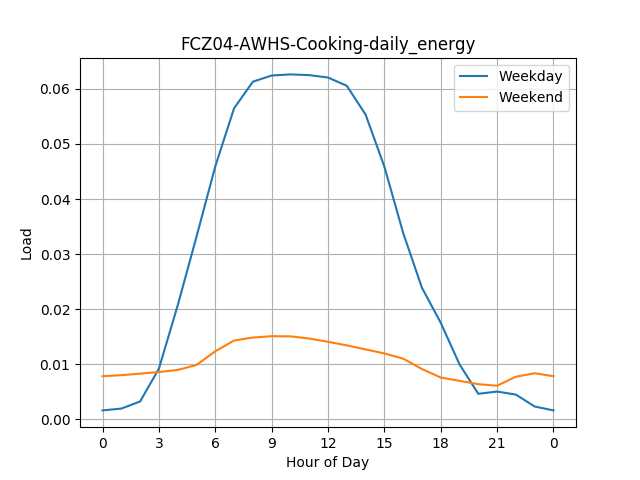 FCZ04-AWHS-Cooking-daily_energy
Weekday
Weekend
0.06
0.05
0.04
0.03
0.02
0.01
0.00
Load
0 3 6 9 12 15 18 21 0
Hour of Day